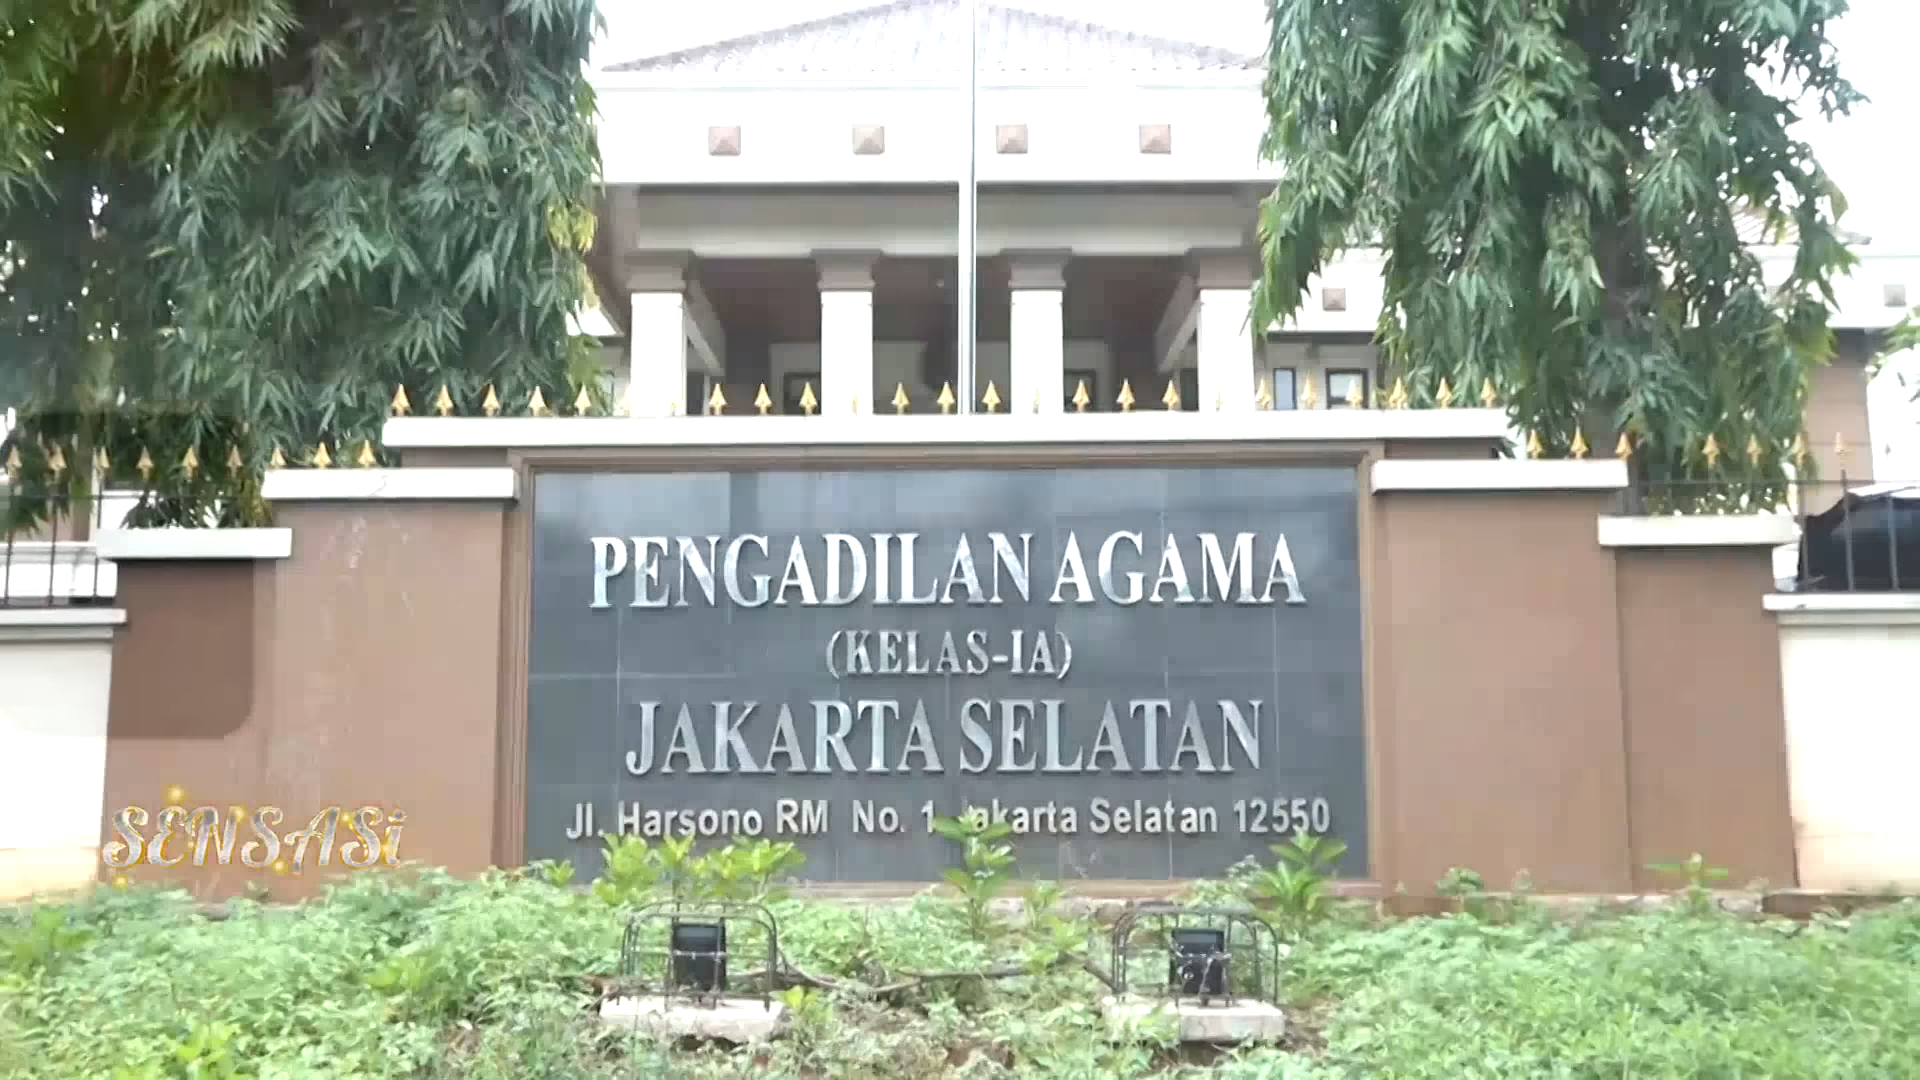 PENGADILAN AGAMA
(KELAS-IA)
JAKARTA SELATAN
Jl. Harsono RM No. 1 Jakarta Selatan 12550
SENSASi